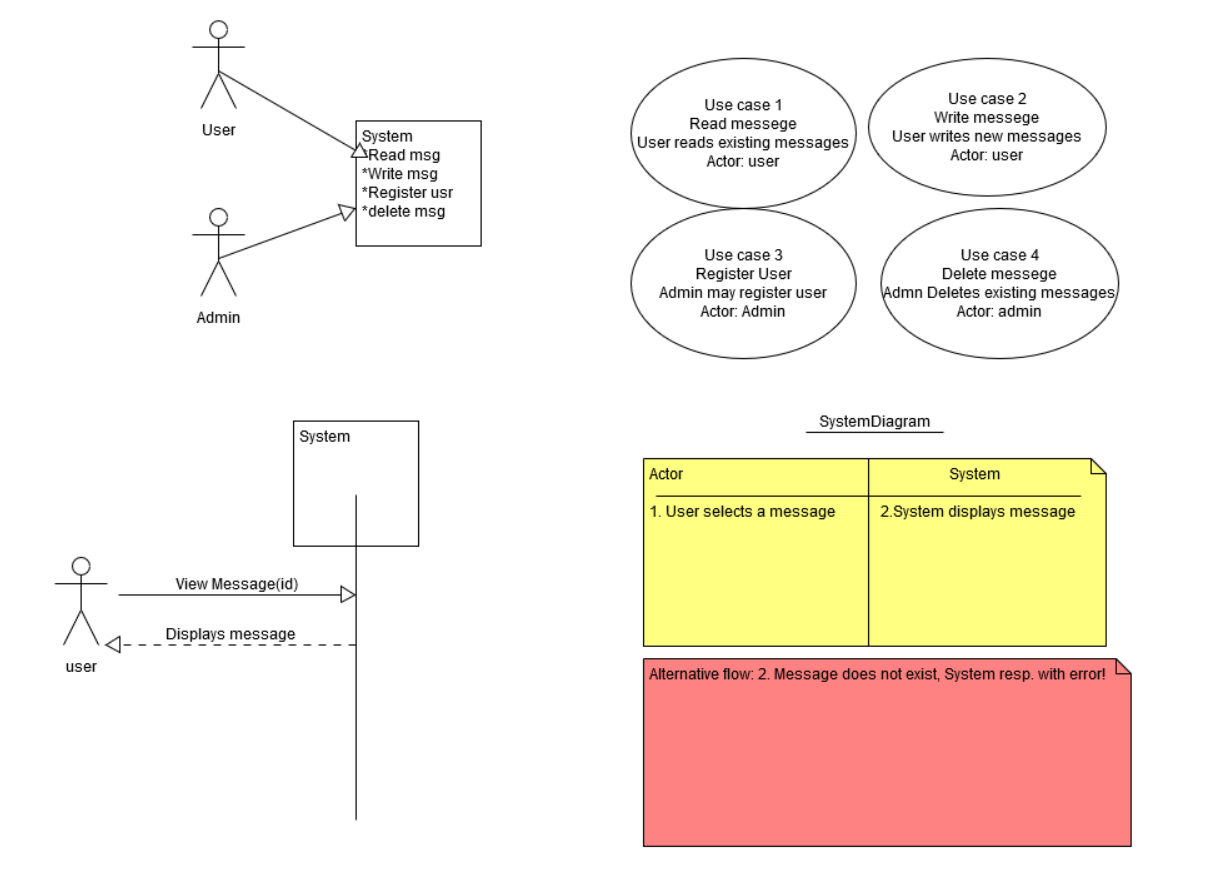 User
System
*Read msg
*Write msg
*Register usr
*delete msg
Admin
Use case 1
Read messege
User reads existing messages
Actor: user
Use case 2
Write messege
User writes new messages
Actor: user
Use case 3
Register User
Admin may register user
Actor: Admin
Use case 4
Delete messege
Admn Deletes existing messages
Actor: admin
System
View Message(id)
Displays message
user
SystemDiagram
Actor
System
1. User selects a message
2.System displays message
Alternative flow: 2. Message does not exist, System resp. with error!